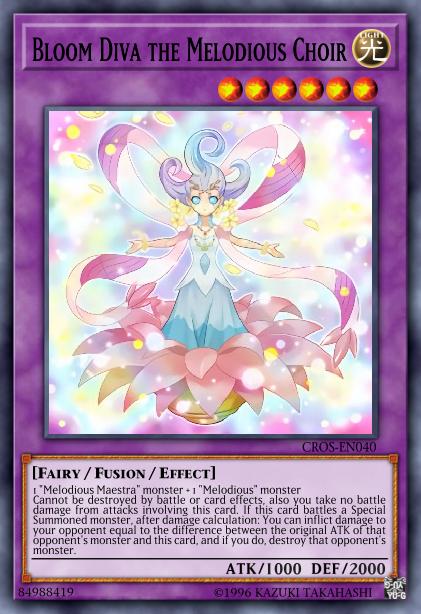 Bloom Diva the Melodious Choir
LIGHT
光
CROS-EN040
[Fairy / Fusion / Effect]
1 "Melodious Maestra" monster + 1 "Melodious" monster
Cannot be destroyed by battle or card effects, also you take no battle
damage from attacks involving this card. If this card battles a Special
Summoned monster, after damage calculation: You can inflict damage to
your opponent equal to the difference between the original ATK of that
opponent's monster and this card, and if you do, destroy that opponent's
monster.
ATK/1000 DEF/2000
84988419
©1996 KAZUKI TAKAHASHI